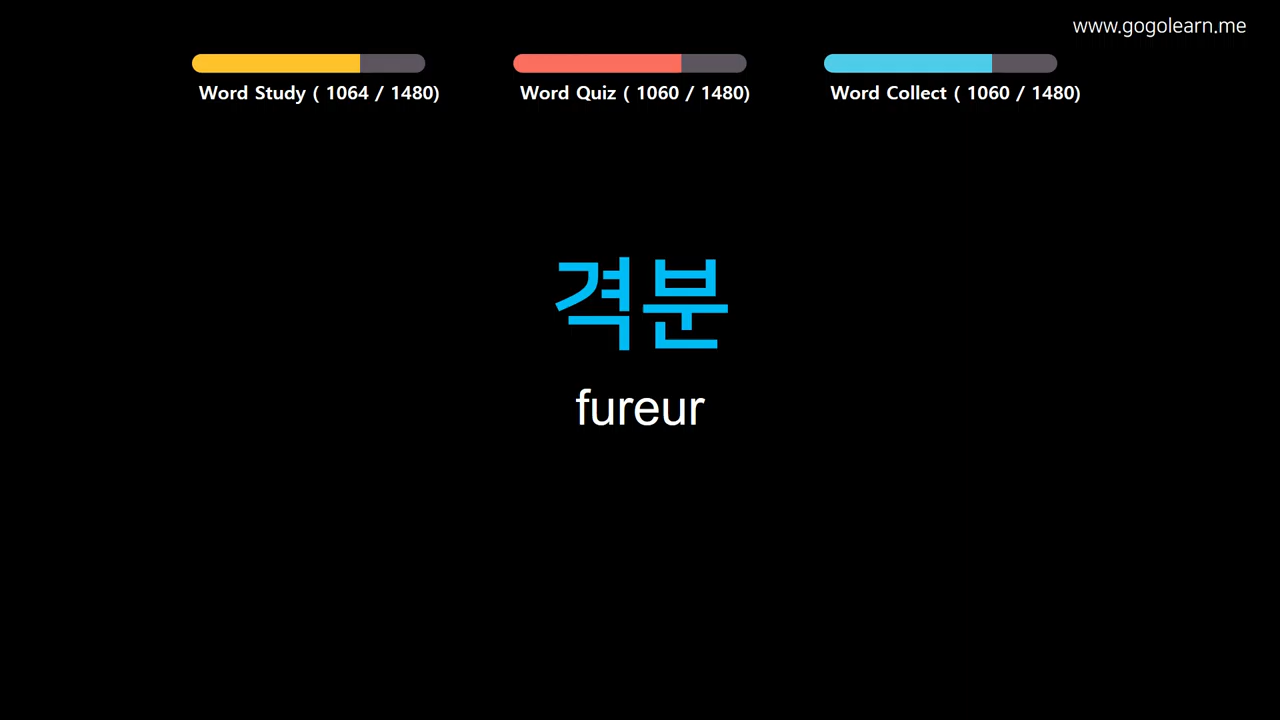 www.gogolearn.me
Word Study ( 1064 / 1480)
Word Quiz ( 1060 / 1480)
Word Collect ( 1060 / 1480)
격분
fureur